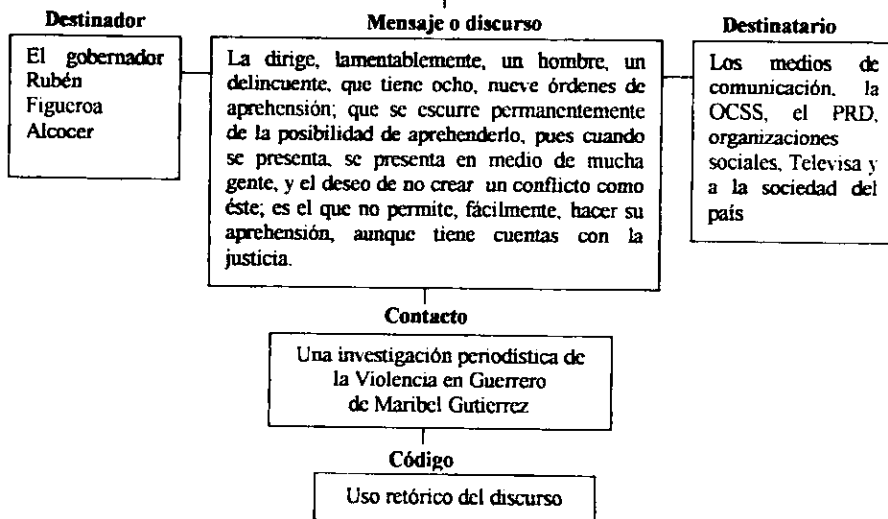 Destinador
El gobernador
Rubén
Figueroa
Alcocer
Mensaje o discurso
La dirige, lamentablemente, un hombre, un
delincuente, que tiene ocho, nueve órdenes de
aprehensión; que se escurre permanentemente
de la posibilidad de aprehenderlo, pues cuando
se presenta, se presenta en medio de mucha
gente, y el deseo de no crear un conflicto como
éste; es el que no permite, fácilmente, hacer su
aprehensión, aunque tiene cuentas con la
justicia.
Destinatario
Los medios de
comunicación, la
OCSS, el PRD,
organizaciones
sociales, Televisa y
a la sociedad del
país
Contacto
Una investigación periodística de
la Violencia en Guerrero
de Maribel Gutierrez
Código
Uso retórico del discurso